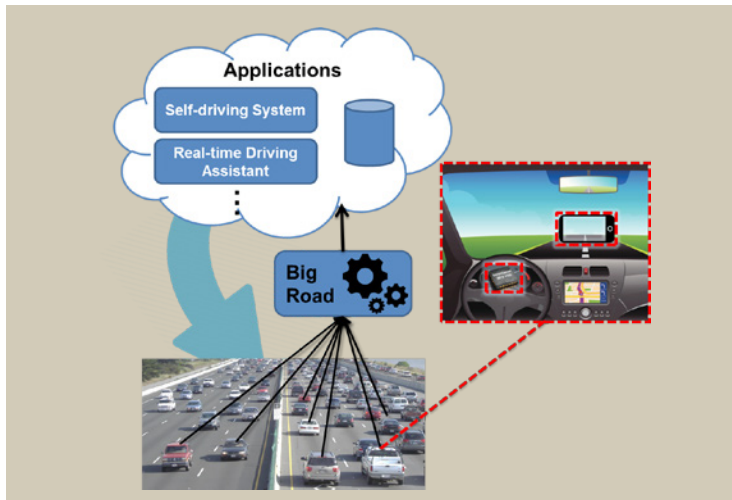 Applications
Self-driving System
Real-time Driving
Assistant
Big
Road